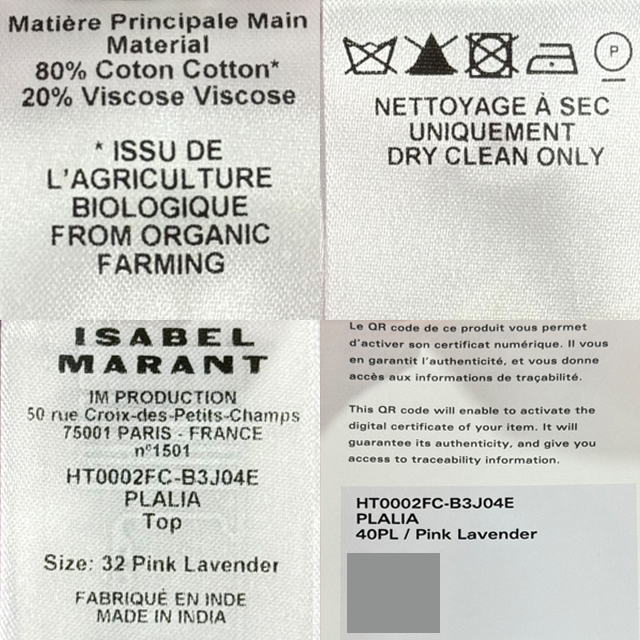 Matière Principale Main
Material
80% Coton Cotton*
20% Viscose Viscose
* ISSU DE
L'AGRICULTURE
BIOLOGIQUE
FROM ORGANIC
FARMING
P
NETTOYAGE À SEC
UNIQUEMENT
DRY CLEAN ONLY
ISABEL
MARANT
IM PRODUCTION
50 rue Croix-des-Petits-Champs
75001 PARIS - FRANCE
n°1501
HT0002FC-B3J04E
PLALIA
Top
Size: 32 Pink Lavender
FABRIQUÉ EN INDE
MADE IN INDIA
Le QR code de ce produit vous permet
d'activer son certificat numérique. Il vous
en garantit l'authenticité, et vous donne
accès aux informations de traçabilité.
This QR code will enable to activate the
digital certificate of your item. It will
guarantee its authenticity, and give you
access to traceability information.
HT0002FC-B3J04E
PLALIA
40PL / Pink Lavender